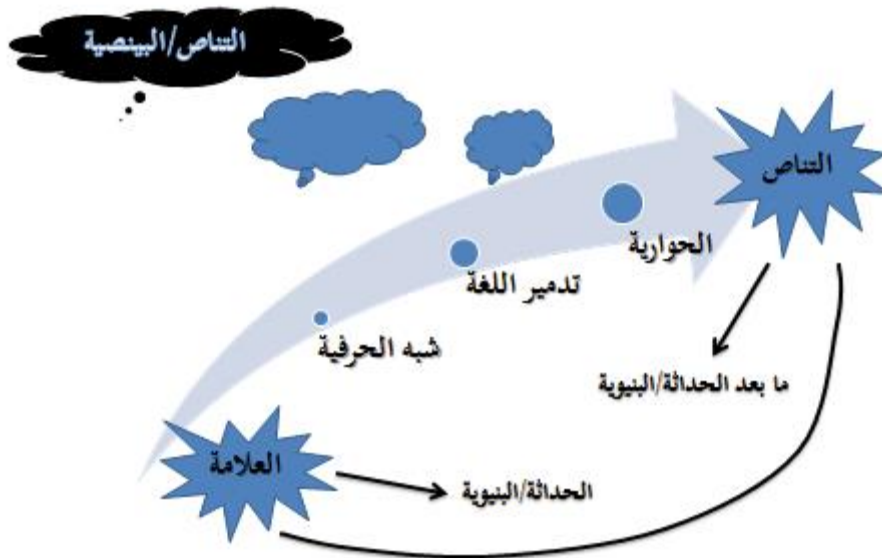 التناص/البينصية
التناص
الحوارية
تدمير اللغة
شبه الحرفية
ما بعد الحداثة/البنيوية
العلامة
الحداثة/البنيوية